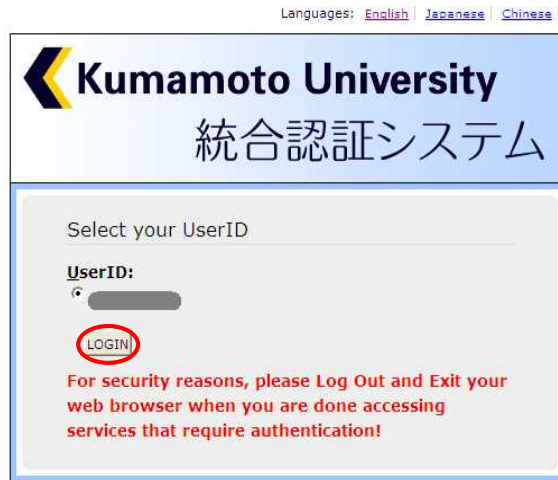 Languages: English Japanese Chinese
Kumamoto University
統合認証システム
Select your UserID
UserID:
LOGIN
For security reasons, please Log Out and Exit your
web browser when you are done accessing
services that require authentication!